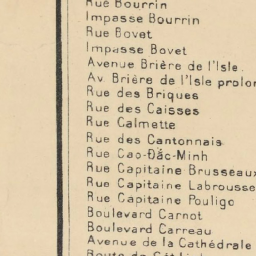 Rue Bourrin
Impasse Bourrin
Rue Bovet
Impasse Bovet
Avenue Brière de l'Isle.
Av. Brière de l'Isle prolon
Rue des Briques
Rue des Caisses
Rue Calmette
Rue des Cantonnais
Rue Cao-Đắc-Minh
Rue Capitaine Brusseaux
Rue Capitaine Labrousse
Rue Capitaine Pouligo
Boulevard Carnot
Boulevard Carreau
Avenue de la Cathédrale
Route de